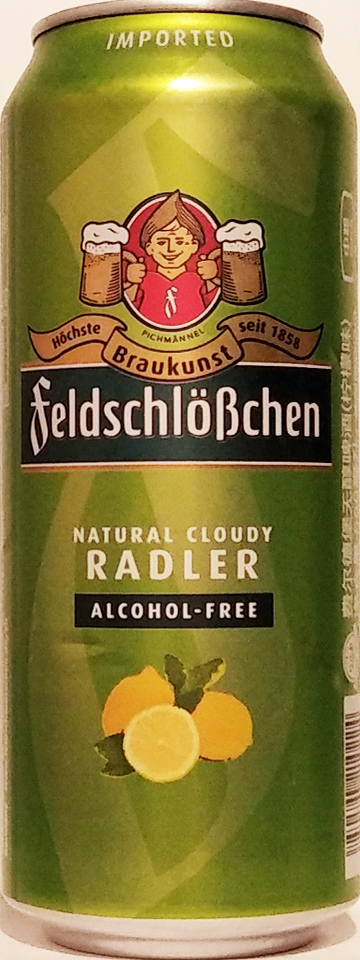 IMPORTED
f
PICHMÄNNEL
Höchste Braukunst seit 1858
Feldschlößchen
NATURAL CLOUDY
RADLER
ALCOHOL-FREE